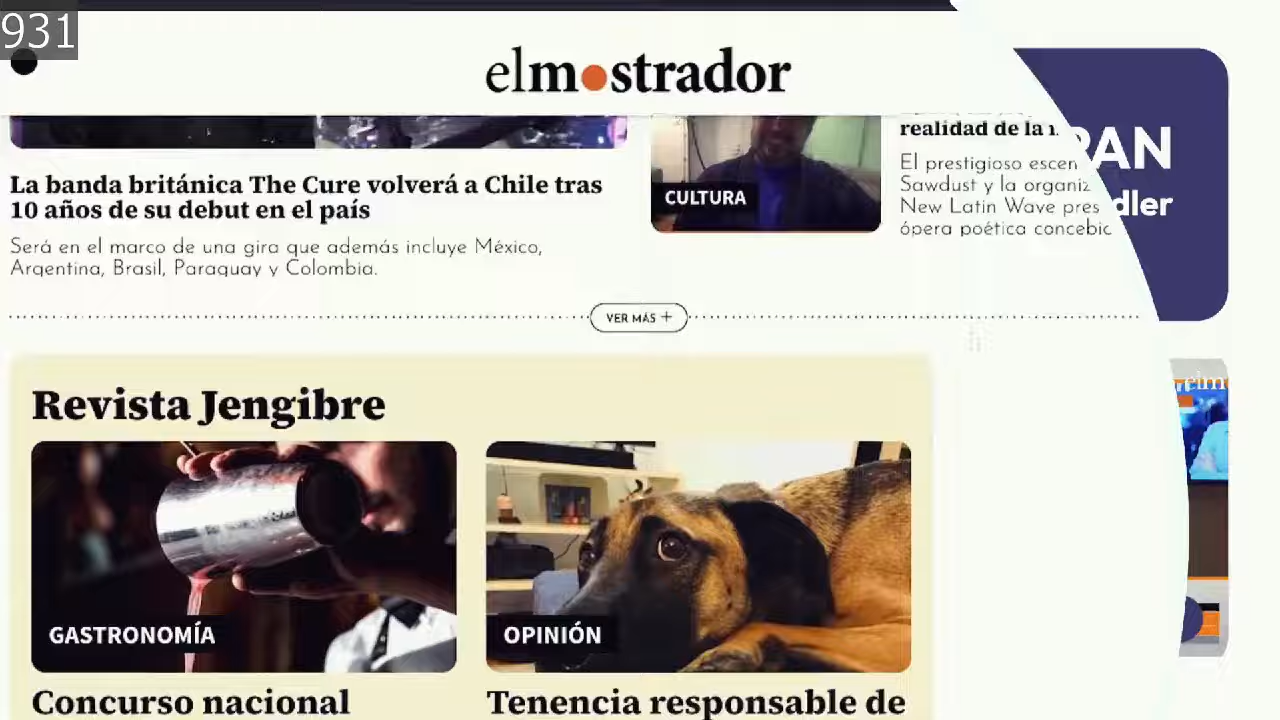 931
elmostrador
La banda británica The Cure volverá a Chile tras
10 años de su debut en el país
Será en el marco de una gira que además incluye México,
Argentina, Brasil, Paraguay y Colombia.
CULTURA
realidad de la
El prestigioso escen
Sawdust y la organiz
New Latin Wave pres
ópera poética concebic
PAN
dler
VER MÁS +
Revista Jengibre
GASTRONOMÍA
Concurso nacional
OPINIÓN
Tenencia responsable de
elm